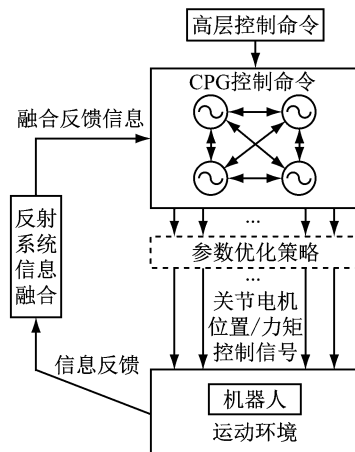 高层控制命令
CPG控制命令
融合反馈信息
反射
系统
信息
融合
...
参数优化策略
...
关节电机
位置/力矩
控制信号
信息反馈
机器人
运动环境